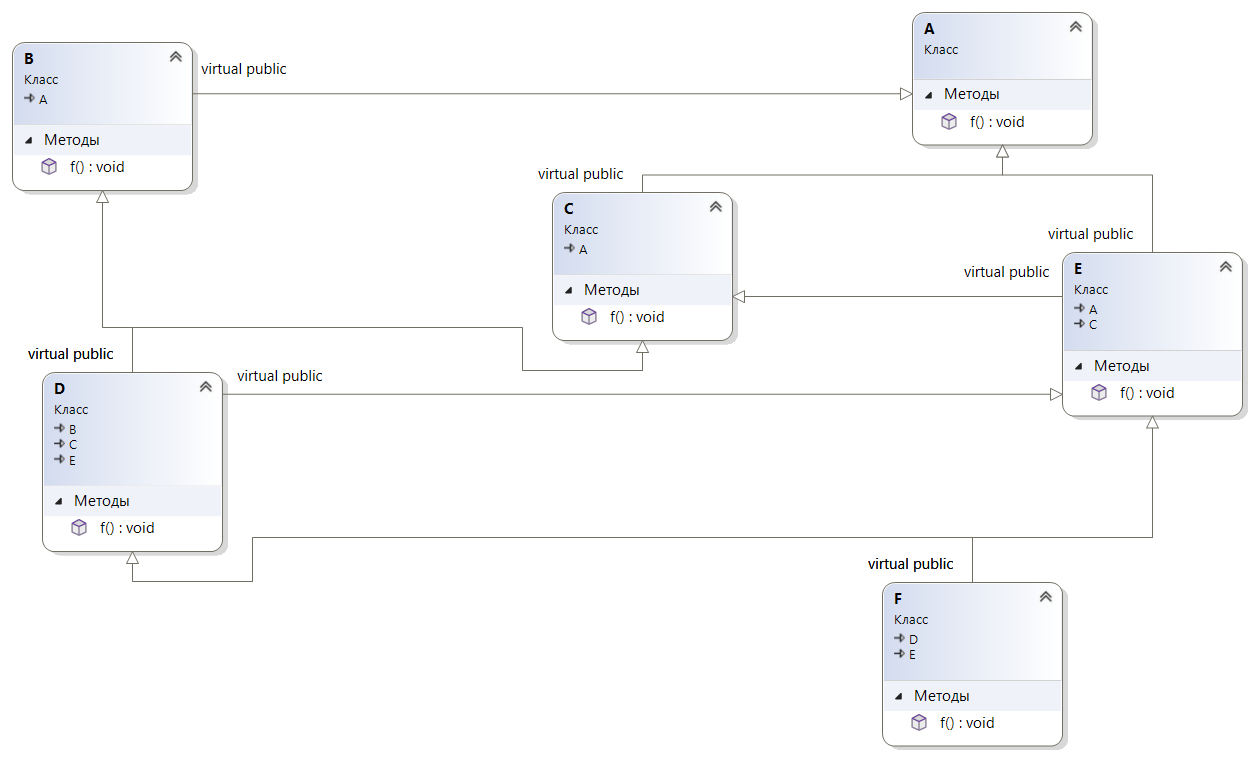 A
Класс
Методы
f() : void
B
Класс
A
Методы
f() : void
virtual public
virtual public
C
Класс
A
Методы
f() : void
virtual public
virtual public
E
Класс
A
C
Методы
f() : void
virtual public
D
Класс
B
C
E
Методы
f() : void
virtual public
virtual public
F
Класс
D
E
Методы
f() : void